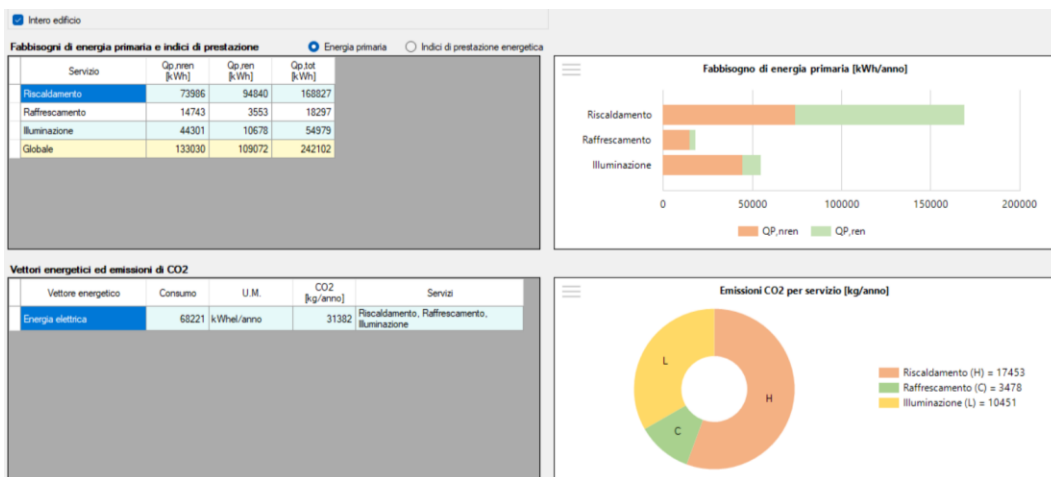 Intero edificio
Fabbisogni di energia primaria e indici di prestazione
Energia primaria
Indici di prestazione energetica
Servizio Qp,nren [kWh] Qp,ren [kWh] Qp,tot [kWh]
Riscaldamento 73986 94840 168827
Raffrescamento 14743 3553 18297
Illuminazione 44301 10678 54979
Globale 133030 109072 242102
Fabbisogno di energia primaria [kWh/anno]
Riscaldamento
Raffrescamento
Illuminazione
0 50000 100000 150000 200000
QP,nren QP,ren
Vettori energetici ed emissioni di CO2
Vettore energetico Consumo U.M. CO2 [kg/anno] Servizi
Energia elettrica 68221 kWhel/anno 31382 Riscaldamento, Raffrescamento,
Illuminazione
Emissioni CO2 per servizio [kg/anno]
L
H
C
Riscaldamento (H) = 17453
Raffrescamento (C) = 3478
Illuminazione (L) = 10451